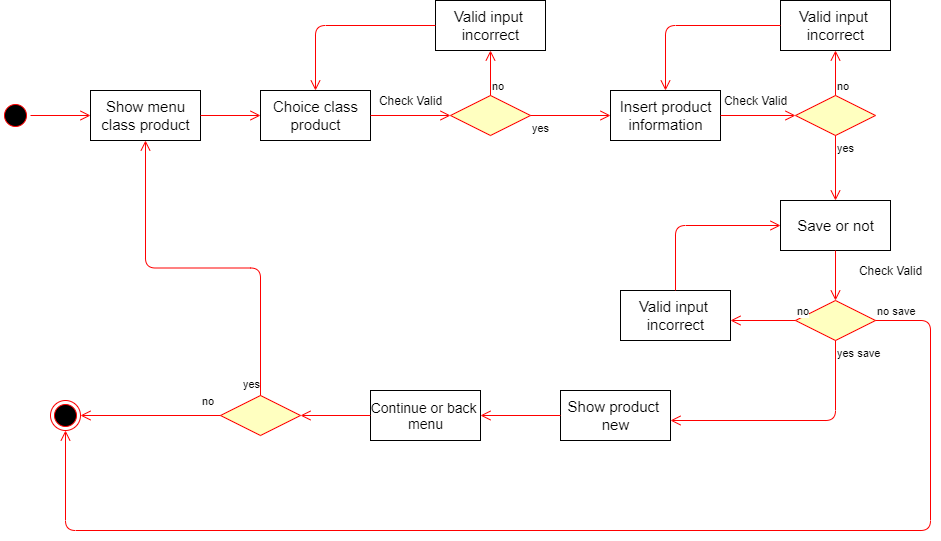 Valid input
incorrect
Valid input
incorrect
no
no
Show menu
class product
Choice class
product
Check Valid
yes
Insert product
information
Check Valid
yes
Save or not
Check Valid
Valid input
incorrect
no
no save
yes save
yes
no
Continue or back
menu
Show product
new